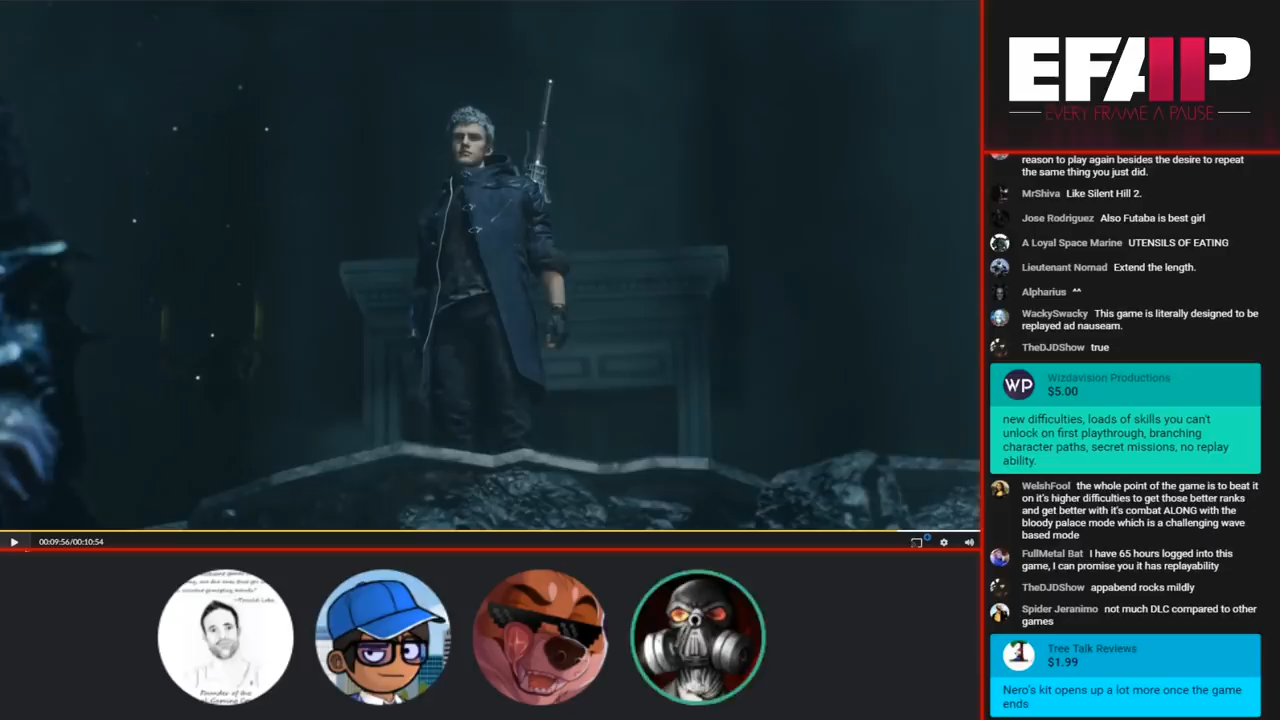 EFAP
EVERY FRAME A PAUSE
reason to play again besides the desire to repeat
the same thing you just did.
MrShiva Like Silent Hill 2.
Jose Rodriguez Also Futaba is best girl
A Loyal Space Marine UTENSILS OF EATING
Lieutenant Nomad Extend the length.
Alpharius ^^
WackySwacky This game is literally designed to be
replayed ad nauseam.
TheDJDShow true
WP
Wizdavision Productions
$5.00
new difficulties, loads of skills you can't
unlock on first playthrough, branching
character paths, secret missions, no replay
ability.
WelshFool the whole point of the game is to beat it
on it's higher difficulties to get those better ranks
and get better with it's combat ALONG with the
bloody palace mode which is a challenging wave
based mode
FullMetal Bat I have 65 hours logged into this
game, I can promise you it has replayability
TheDJDShow appabend rocks mildly
Spider Jeranimo not much DLC compared to other
games
Tree Talk Reviews
$1.99
Nero's kit opens up a lot more once the game
ends
00:09:56/00:10:54
Founder of the